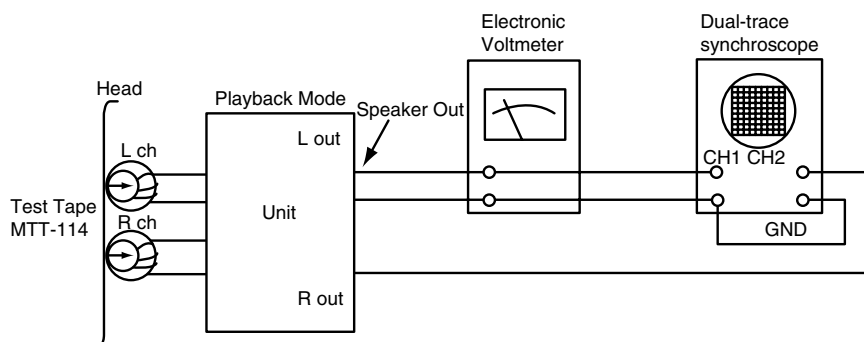 Electronic
Voltmeter
Dual-trace
synchroscope
Head
Playback Mode
Speaker Out
L out
L ch
CH1 CH2
Test Tape
MTT-114
R ch
Unit
GND
R out